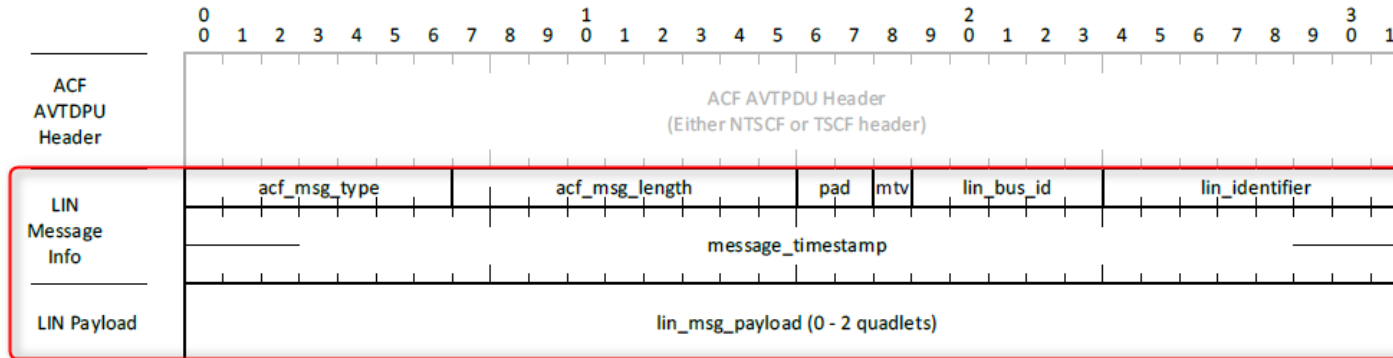 0 1 2 3
0 1 2 3 4 5 6 7 8 9 0 1 2 3 4 5 6 7 8 9 0 1 2 3 4 5 6 7 8 9 0 1
ACF
AVTDPU
Header
ACF AVTPDU Header
(Either NTSCF or TSCF header)
LIN
Message
Info
acf_msg_type acf_msg_length pad mtv lin_bus_id lin_identifier
message_timestamp
LIN Payload
lin_msg_payload (0 - 2 quadlets)